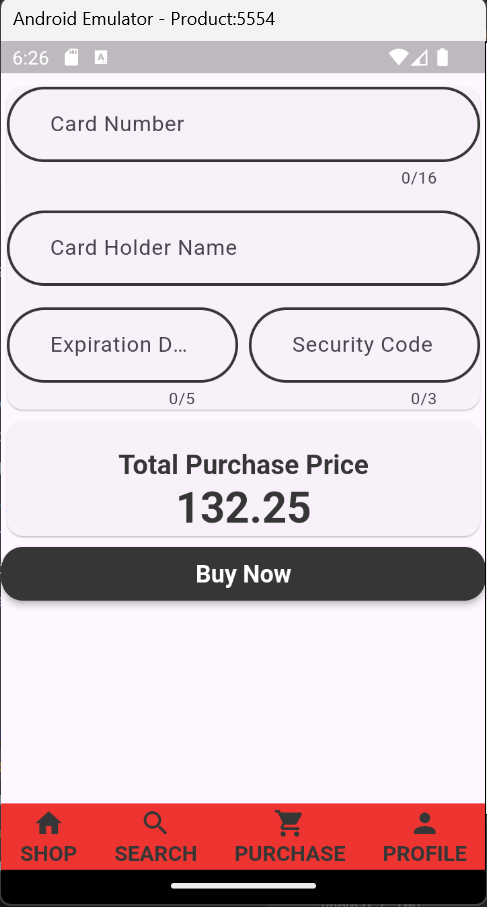 Android Emulator - Product:5554
6:26
A
Card Number
0/16
Card Holder Name
Expiration D... Security Code
0/5 0/3
Total Purchase Price
132.25
Buy Now
SHOP SEARCH PURCHASE PROFILE